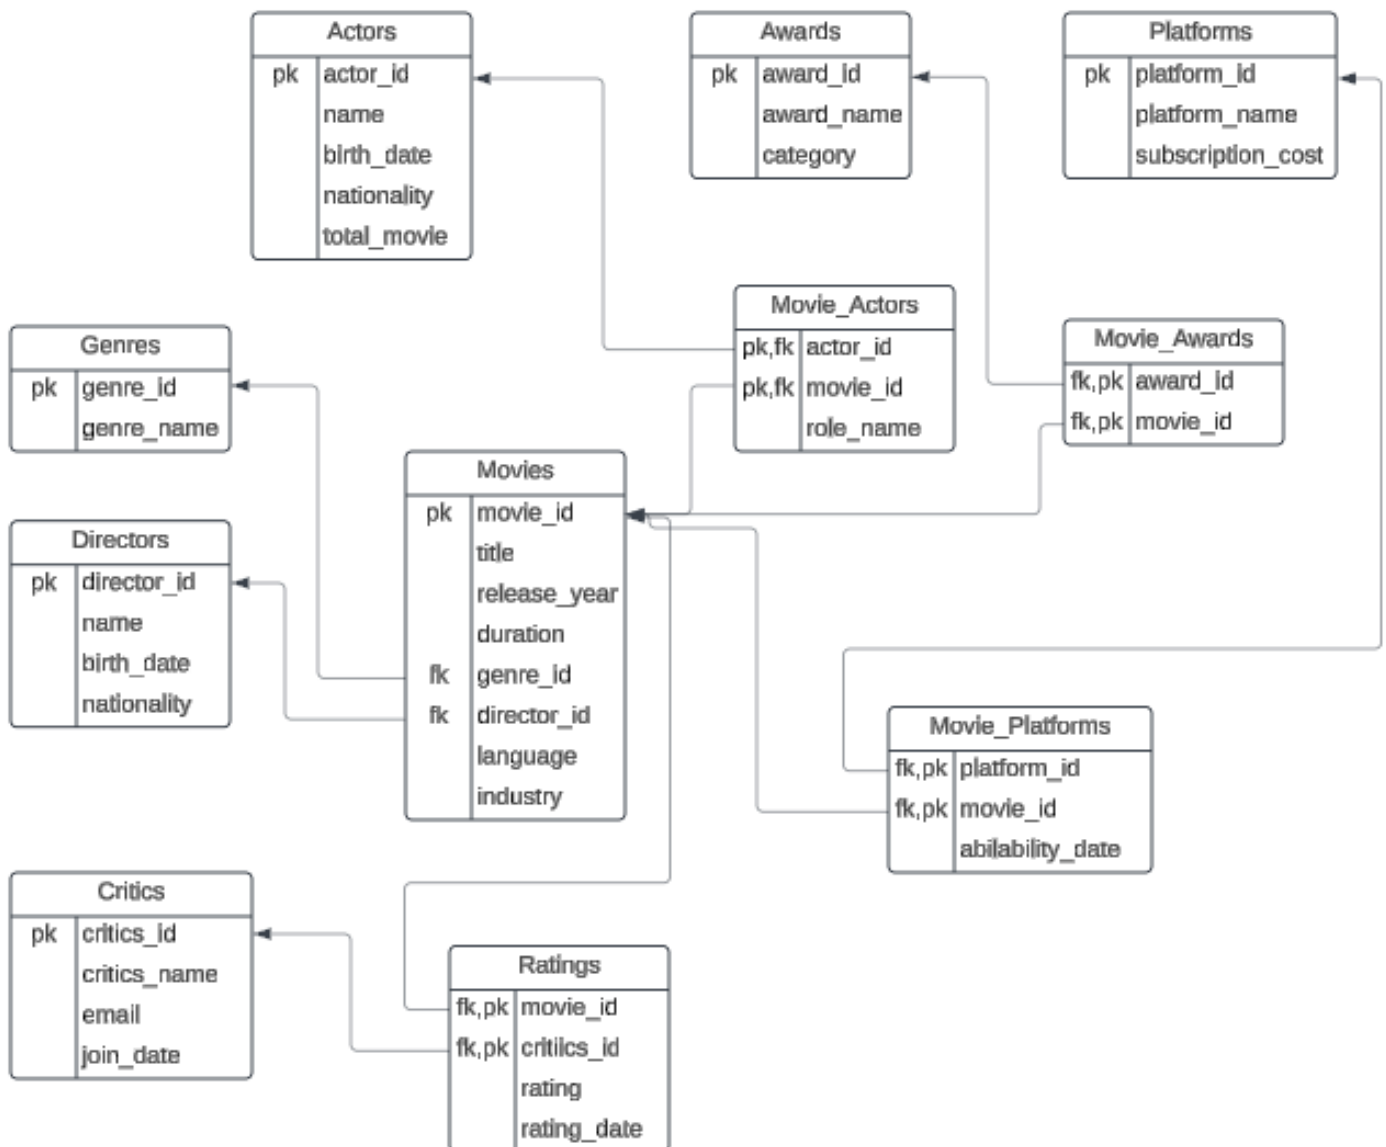 Actors
pk actor_id
name
birth_date
nationality
total_movie
Awards
pk award_id
award_name
category
Platforms
pk platform_id
platform_name
subscription_cost
Movie_Actors
pk,fk actor_id
pk,fk movie_id
role_name
Movie_Awards
fk,pk award_id
fk,pk movie_id
Genres
pk genre_id
genre_name
Movies
pk movie_id
title
release_year
duration
fk genre_id
fk director_id
language
industry
Directors
pk director_id
name
birth_date
nationality
Movie_Platforms
fk,pk platform_id
fk,pk movie_id
abilability_date
Critics
pk critics_id
critics_name
email
join_date
Ratings
fk,pk movie_id
fk,pk critiics_id
rating
rating_date